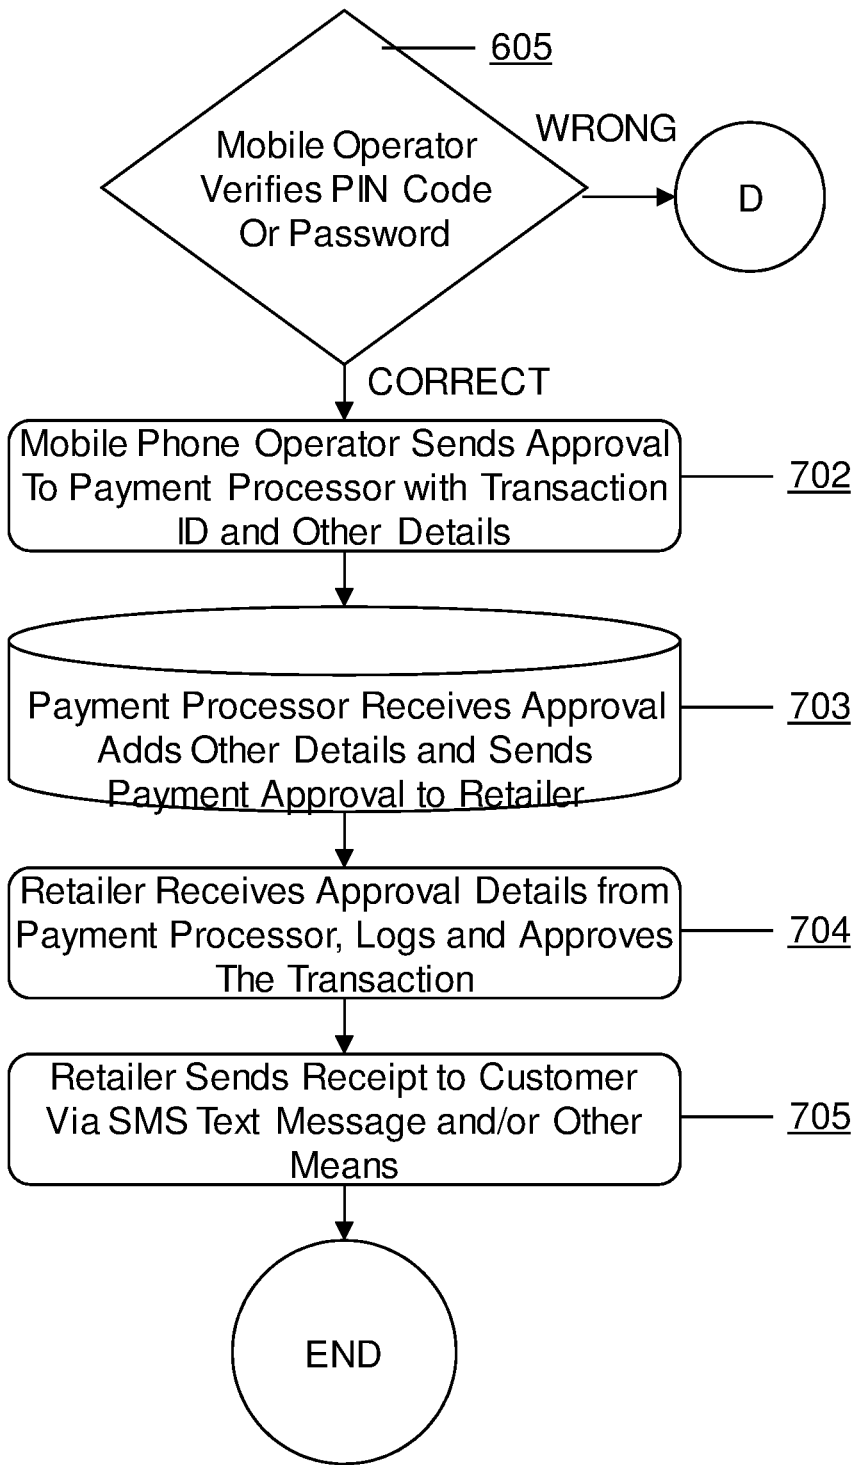 605
Mobile Operator
Verifies PIN Code
Or Password
WRONG
D
CORRECT
Mobile Phone Operator Sends Approval
To Payment Processor with Transaction
ID and Other Details
702
Payment Processor Receives Approval
Adds Other Details and Sends
Payment Approval to Retailer
703
Retailer Receives Approval Details from
Payment Processor, Logs and Approves
The Transaction
704
Retailer Sends Receipt to Customer
Via SMS Text Message and/or Other
Means
705
END